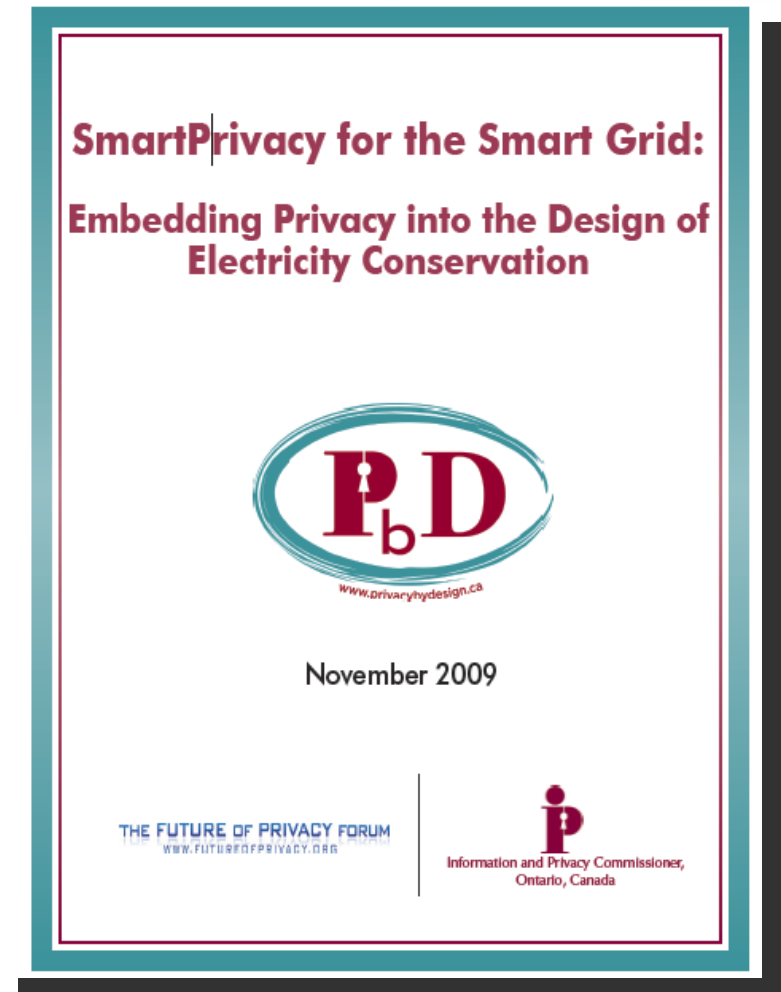 SmartPrivacy for the Smart Grid:
Embedding Privacy into the Design of
Electricity Conservation
PbD
www.privacybydesign.ca
November 2009
THE FUTURE OF PRIVACY FORUM
WWW.FUTUREOFPRIVACY.ORG
iP
Information and Privacy Commissioner,
Ontario, Canada